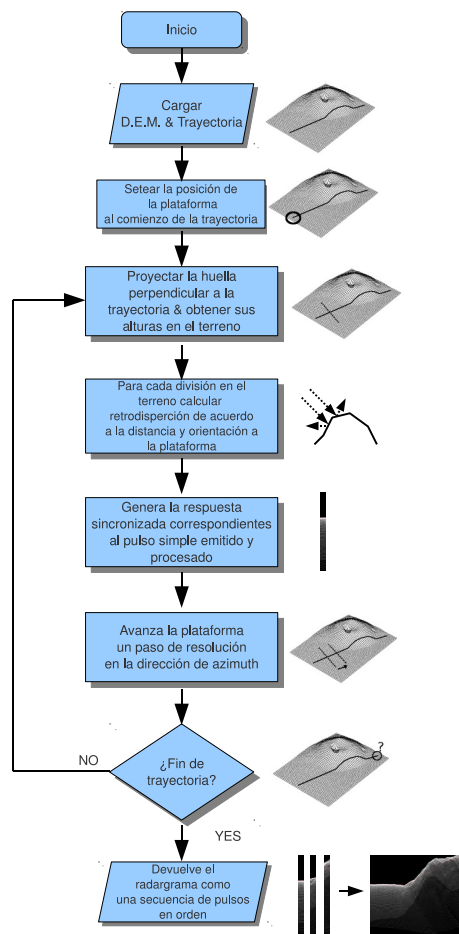 Inicio
Cargar
D.E.M. & Trayectoria
Setear la posición de
la plataforma
al comienzo de la trayectoria
Proyectar la huella
perpendicular a la
trayectoria & obtener sus
alturas en el terreno
Para cada división en el
terreno calcular
retrodisperción de acuerdo
a la distancia y orientación a
la plataforma
Genera la respuesta
sincronizada correspondientes
al pulso simple emitido y
procesado
Avanza la plataforma
un paso de resolución
en la dirección de azimuth
?
¿Fin de
trayectoria?
NO
YES
Devuelve el
radargrama como
una secuencia de pulsos
en orden